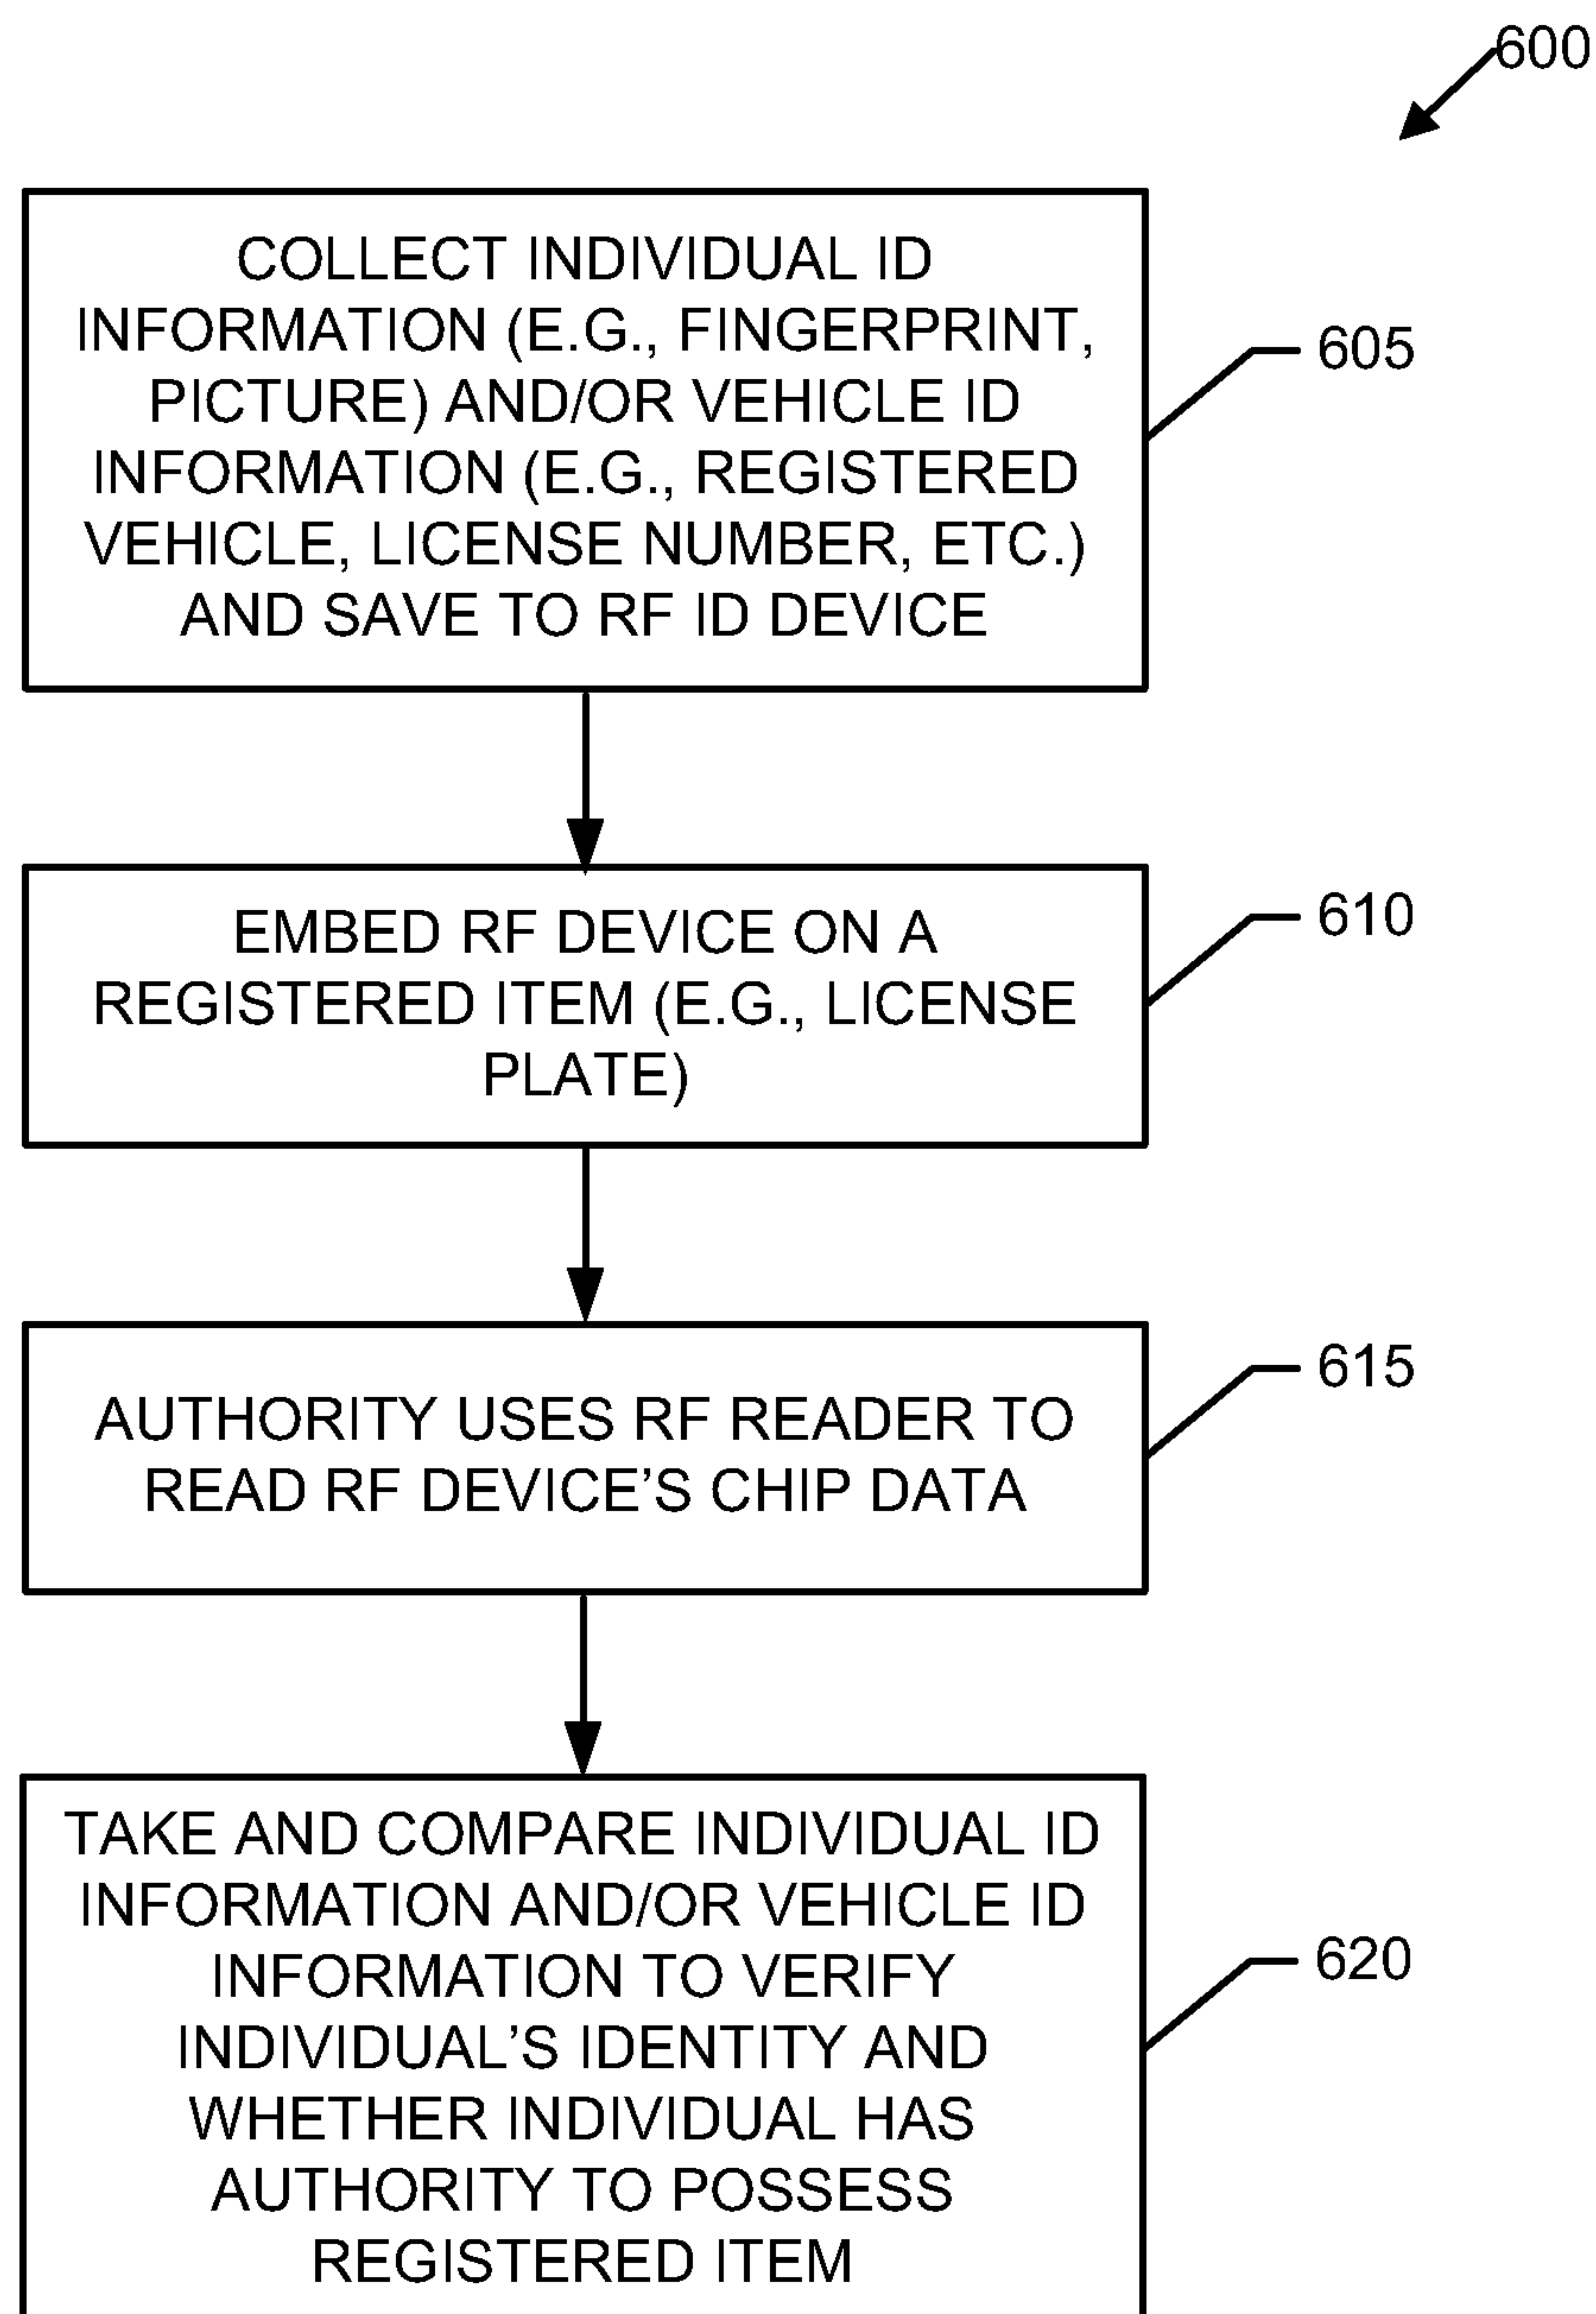 600
COLLECT INDIVIDUAL ID
INFORMATION (E.G., FINGERPRINT,
PICTURE) AND/OR VEHICLE ID
INFORMATION (E.G., REGISTERED
VEHICLE, LICENSE NUMBER, ETC.)
AND SAVE TO RF ID DEVICE
605
EMBED RF DEVICE ON A
REGISTERED ITEM (E.G., LICENSE
PLATE)
610
AUTHORITY USES RF READER TO
READ RF DEVICE'S CHIP DATA
615
TAKE AND COMPARE INDIVIDUAL ID
INFORMATION AND/OR VEHICLE ID
INFORMATION TO VERIFY
INDIVIDUAL'S IDENTITY AND
WHETHER INDIVIDUAL HAS
AUTHORITY TO POSSESS
REGISTERED ITEM
620